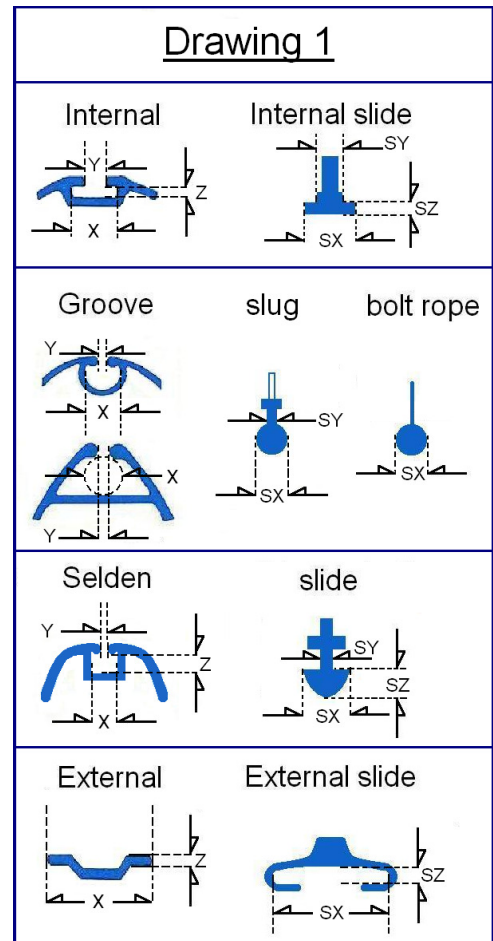 Drawing 1
Internal Internal slide
Y SY
Z
X
SX SZ
Groove slug bolt rope
Y
X
SY
SX SX
X
Y
Selden slide
Y
Z SY
SZ
X SX
External External slide
Z
SZ
X
SX